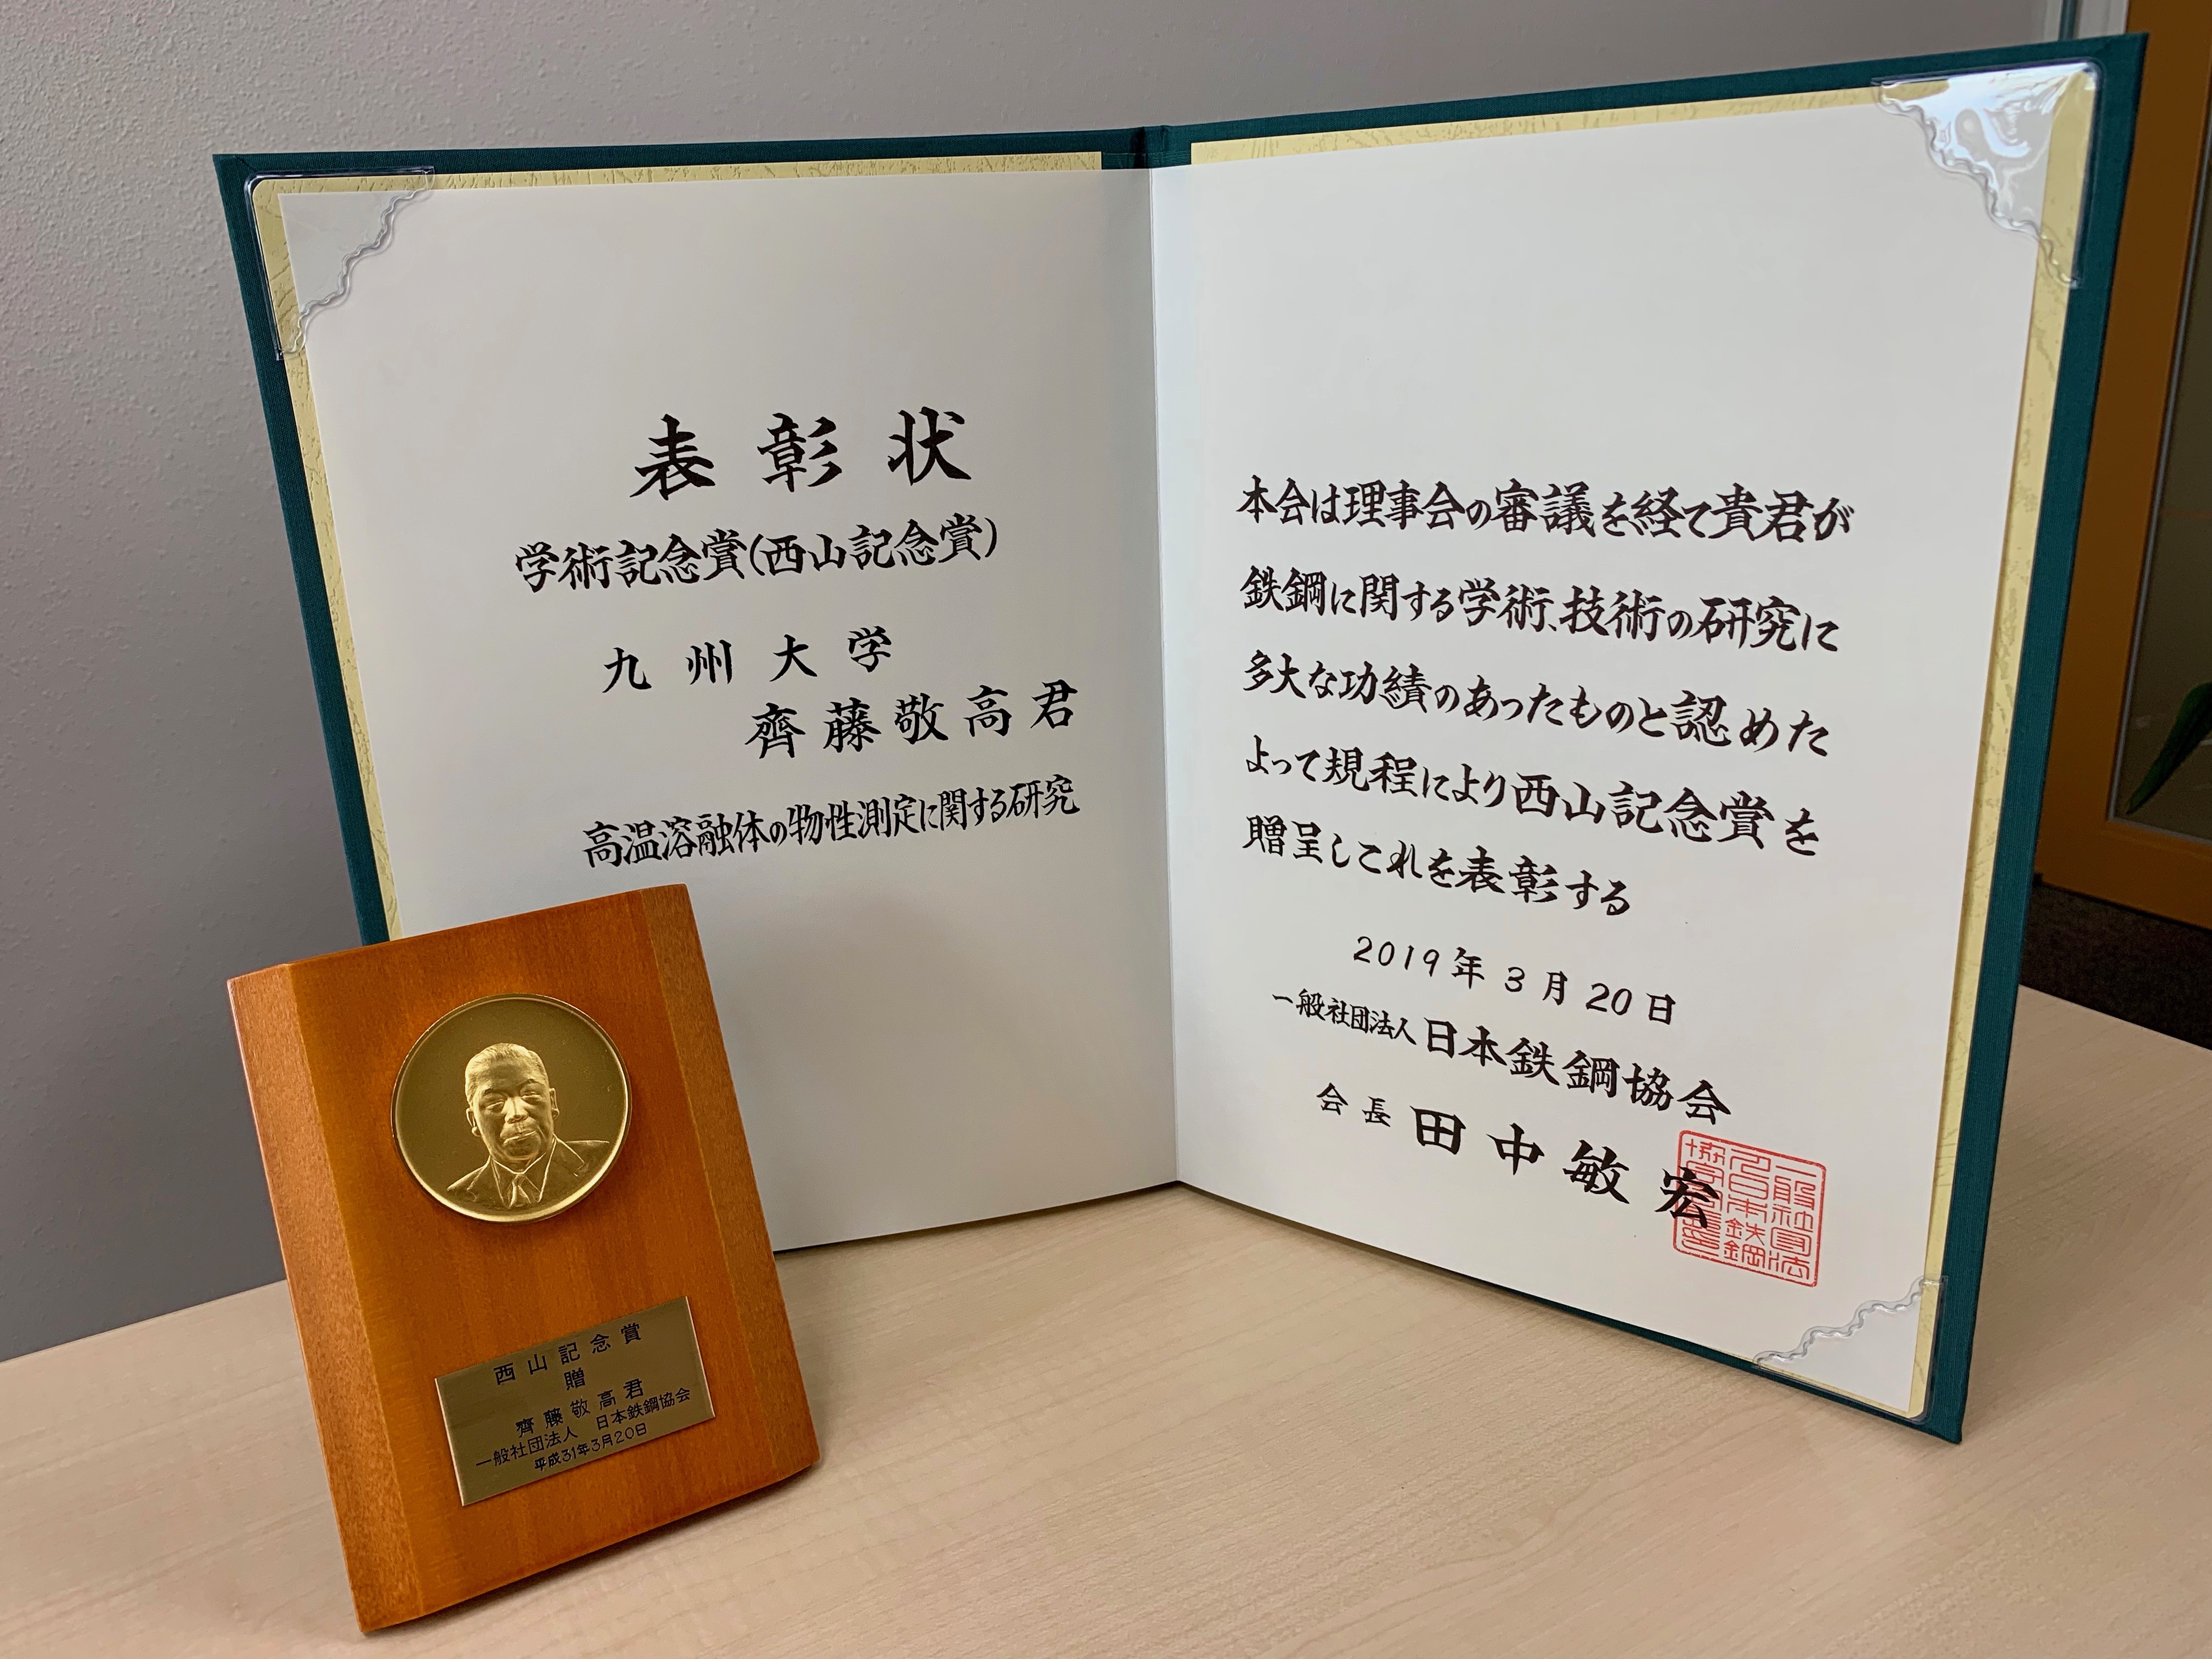 表彰状
学術記念賞(西山記念賞)
九州大学
齊藤敬高君
高温溶融体の物性測定に関する研究
本会は理事会の審議を経て貴君が
鉄鋼に関する学術、技術の研究に
多大な功績のあったものと認めた
よって規程により西山記念賞を
贈呈しこれを表彰する
2019年3月20日
一般社団法人日本鉄鋼協会
会長田中敏宏
西山記念賞
贈
齊藤敬高君
一般社団法人 日本鉄鋼協会
平成31年3月20日